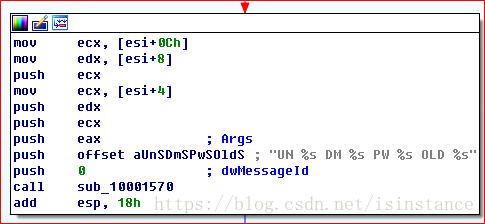 mov ecx, [esi+0Ch]
mov edx, [esi+8]
push ecx
mov ecx, [esi+4]
push edx
push ecx
push eax ; Args
push offset aUnSDmSPwSOldS ; "UN %s DM %s PW %s OLD %s"
push 0 ; dwMessageId
call sub_10001570
add esp, 18h
https://blog.csdn.net/isinstance